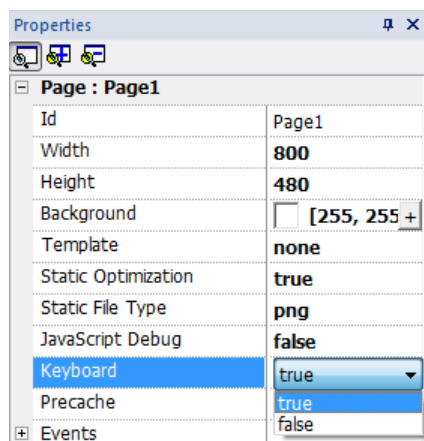 Properties
Page : Page1
Id Page1
Width 800
Height 480
Background [255, 255 +
Template none
Static Optimization true
Static File Type png
JavaScript Debug false
Keyboard true
Precache true
Events false